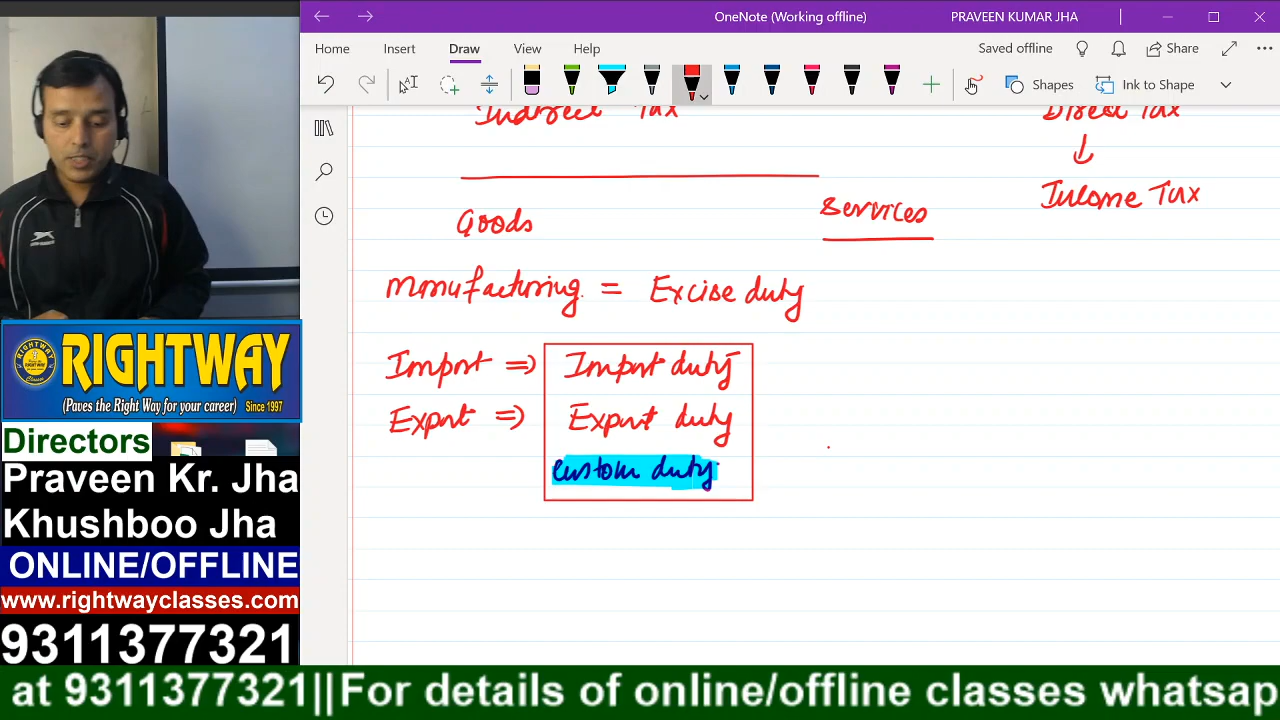 OneNote (Working offline)
PRAVEEN KUMAR JHA
Home Insert Draw View Help
Saved offline
Share
Shapes
Ink to Shape
Indirect Tax
Direct Tax
Income Tax
Goods
Services
Manufacturing = Excise duty
Import => Import duty
Export => Export duty
Custom duty
RIGHTWAY
Classes
(Paves the Right Way for your career) Since 1997
Directors
Praveen Kr. Jha
Khushboo Jha
ONLINE/OFFLINE
www.rightwayclasses.com
9311377321
at 9311377321||For details of online/offline classes whatsap